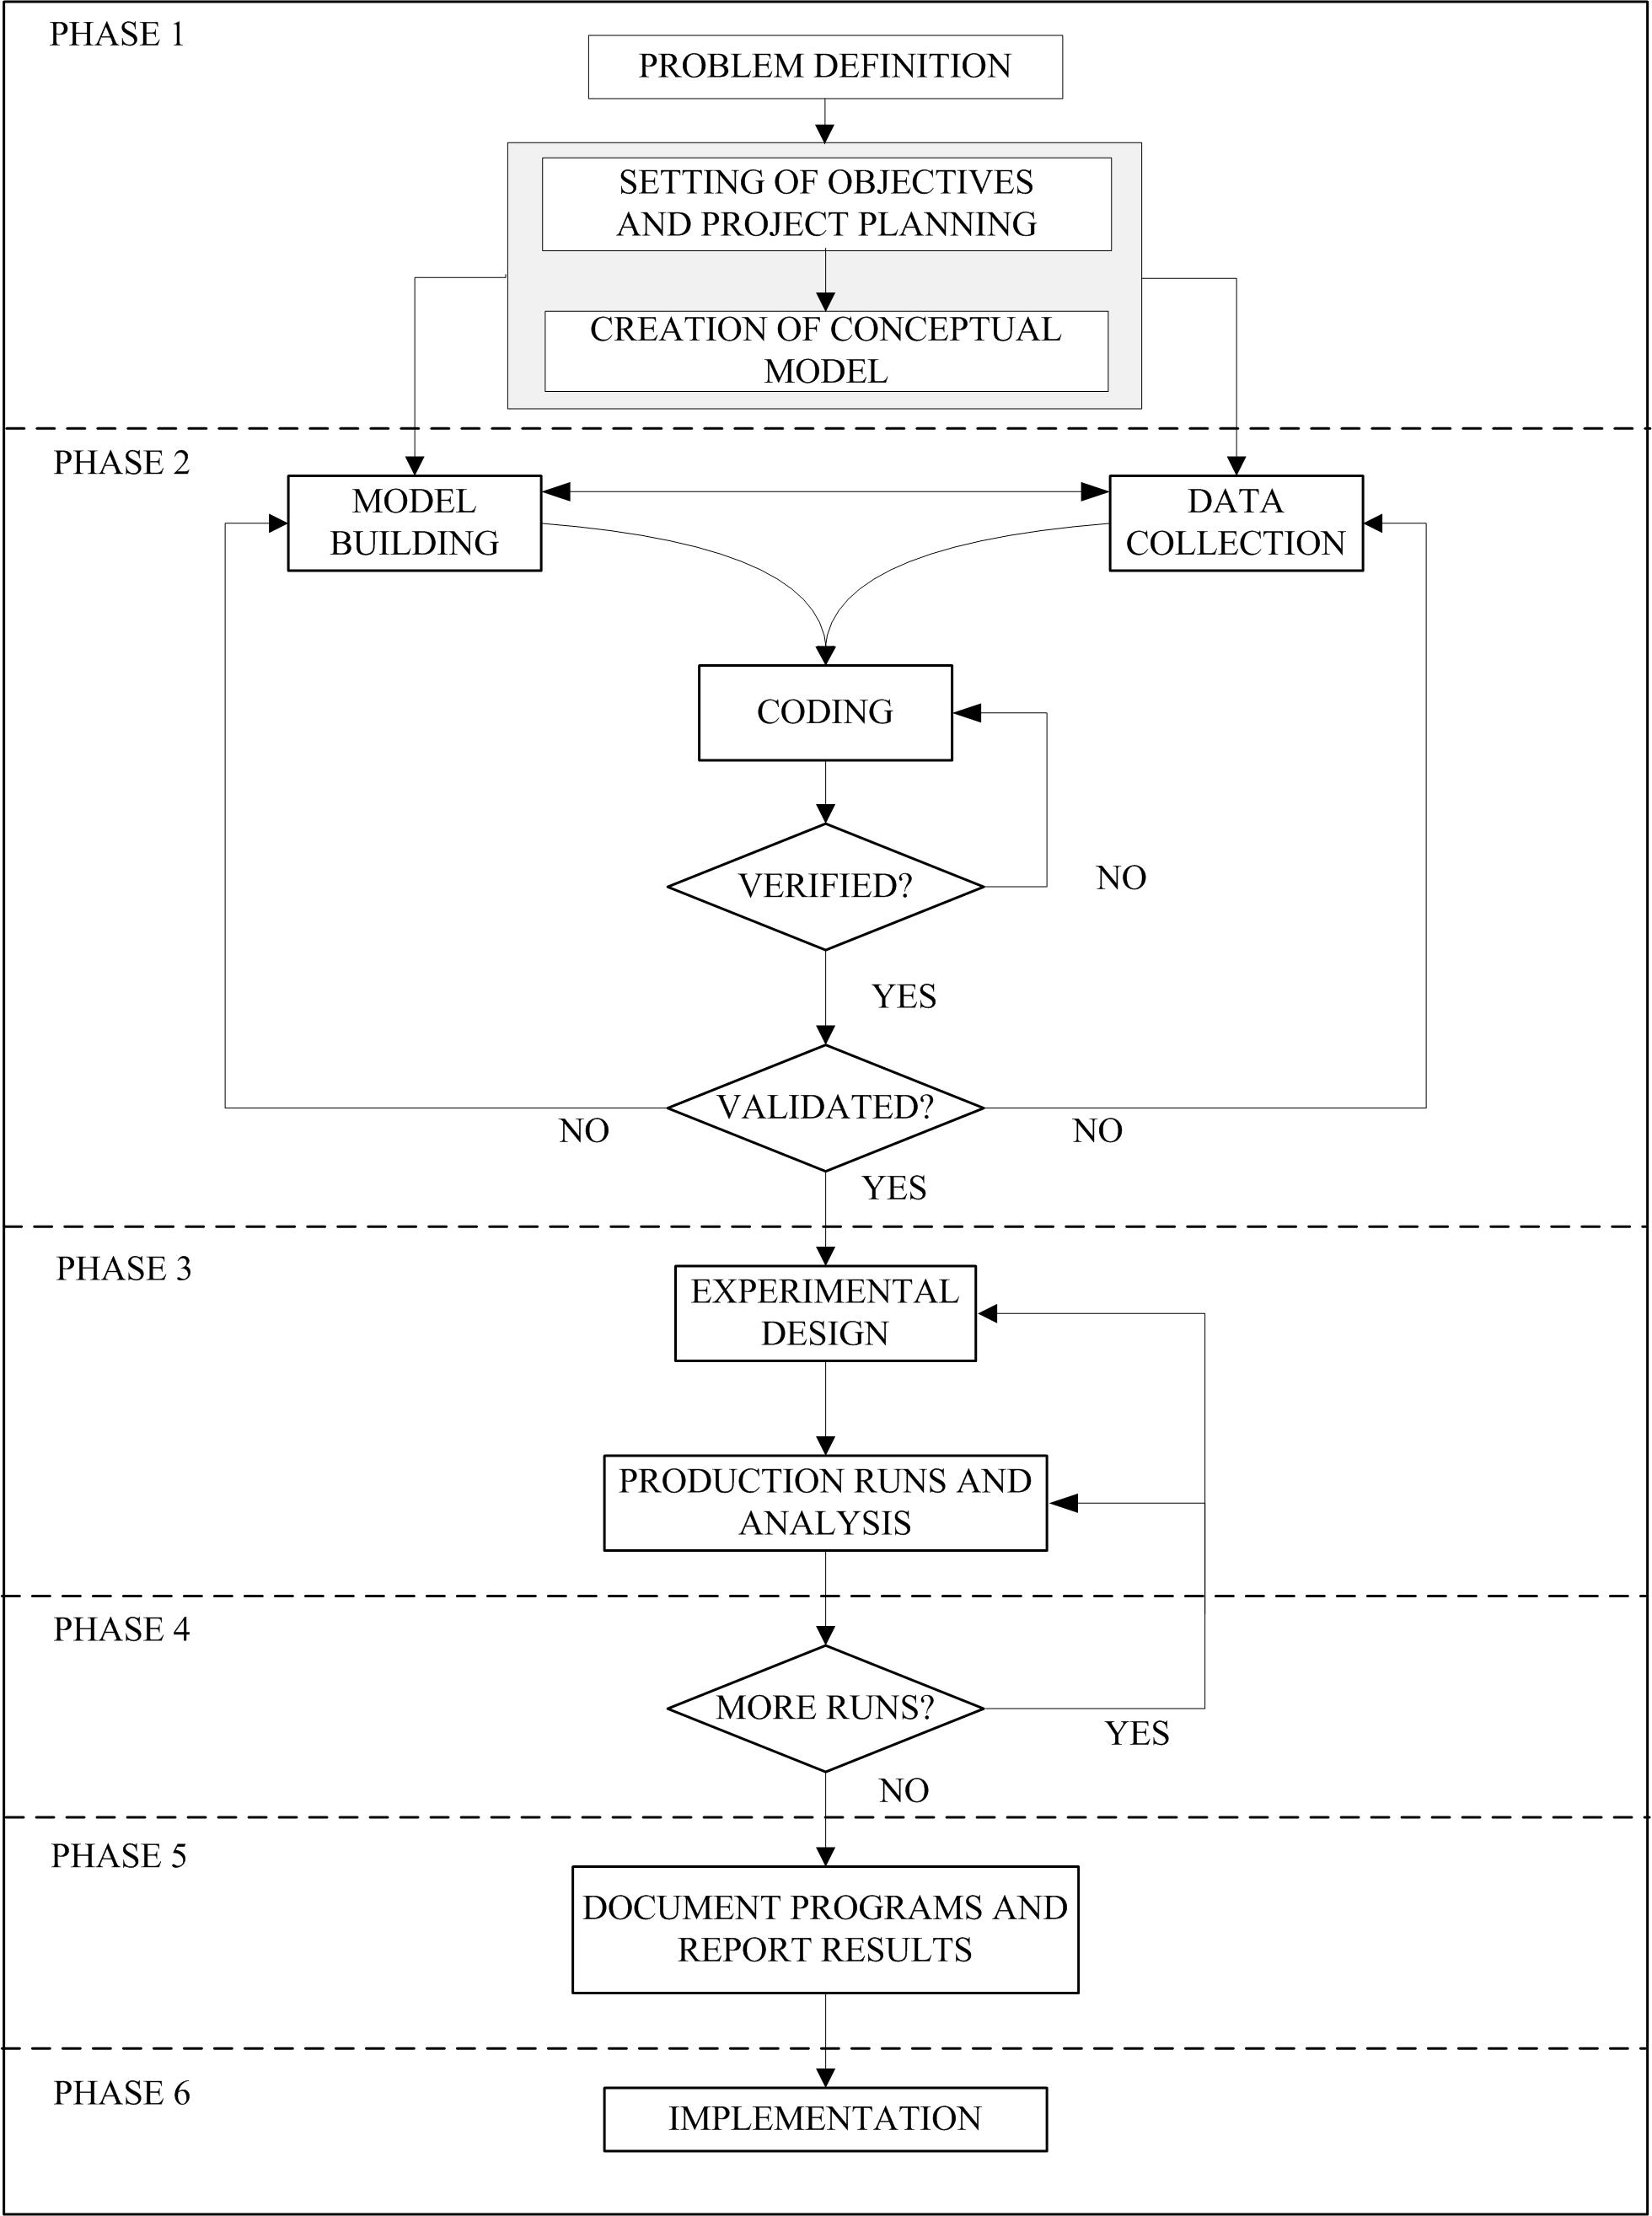 PHASE 1
PROBLEM DEFINITION
SETTING OF OBJECTIVES
AND PROJECT PLANNING
CREATION OF CONCEPTUAL
MODEL
PHASE 2
MODEL
BUILDING
DATA
COLLECTION
CODING
VERIFIED?
NO
YES
VALIDATED?
NO
NO
YES
PHASE 3
EXPERIMENTAL
DESIGN
PRODUCTION RUNS AND
ANALYSIS
PHASE 4
MORE RUNS?
YES
NO
PHASE 5
DOCUMENT PROGRAMS AND
REPORT RESULTS
PHASE 6
IMPLEMENTATION